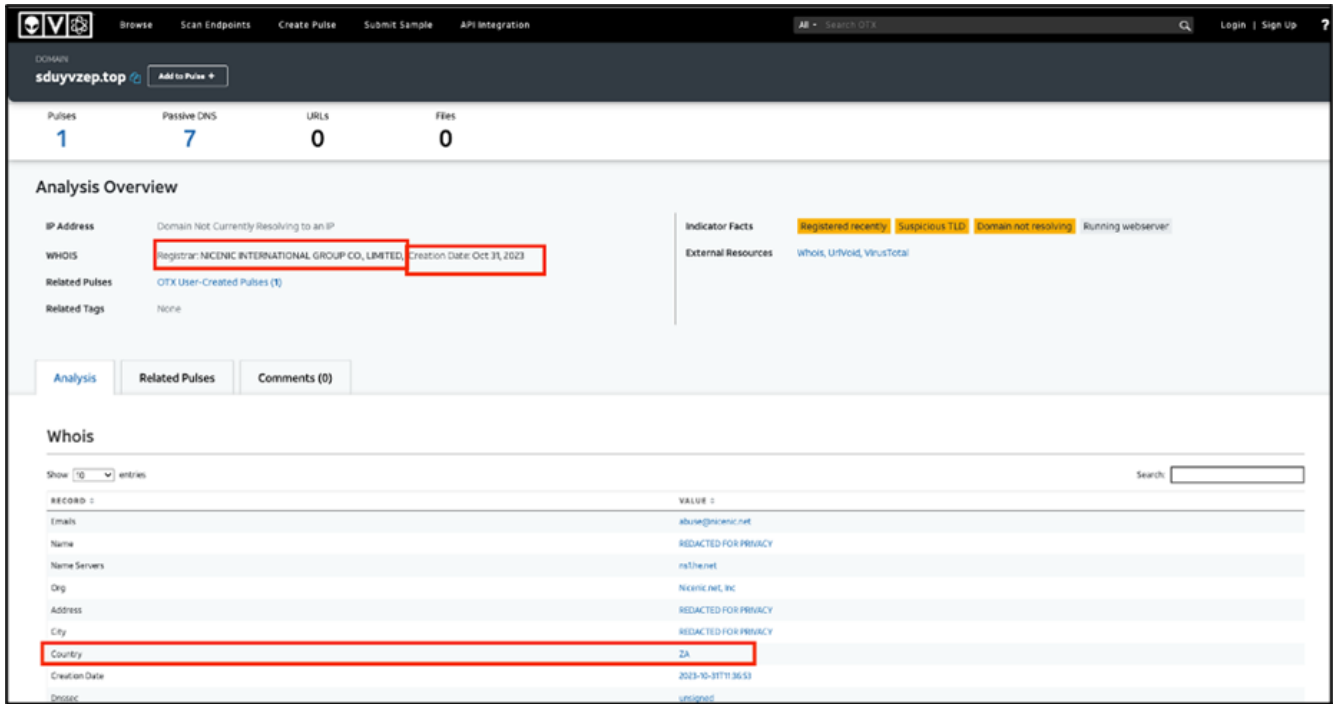 Browse Scan Endpoints Create Pulse Submit Sample API Integration All Search OTX Login | Sign Up ?
DOMAIN
sduyvzep.top Add to Pulse +
Pulses Passive DNS URLs Files
1 7 0 0
Analysis Overview
IP Address Domain Not Currently Resolving to an IP Indicator Facts Registered recently Suspicious TLD Domain not resolving Running webserver
WHOIS Registrar: NICENIC INTERNATIONAL GROUP CO., LIMITED, Creation Date: Oct 31, 2023 External Resources Whois, UrlVoid, VirusTotal
Related Pulses OTX User-Created Pulses (1)
Related Tags None
Analysis Related Pulses Comments (0)
Whois
Show 10 entries Search:
RECORD VALUE
Emails abuse@nicenic.net
Name REDACTED FOR PRIVACY
Name Servers ns1.he.net
Org Nicenic.net, Inc
Address REDACTED FOR PRIVACY
City REDACTED FOR PRIVACY
Country ZA
Creation Date 2023-10-31T11:36:53
Dnssec unsigned